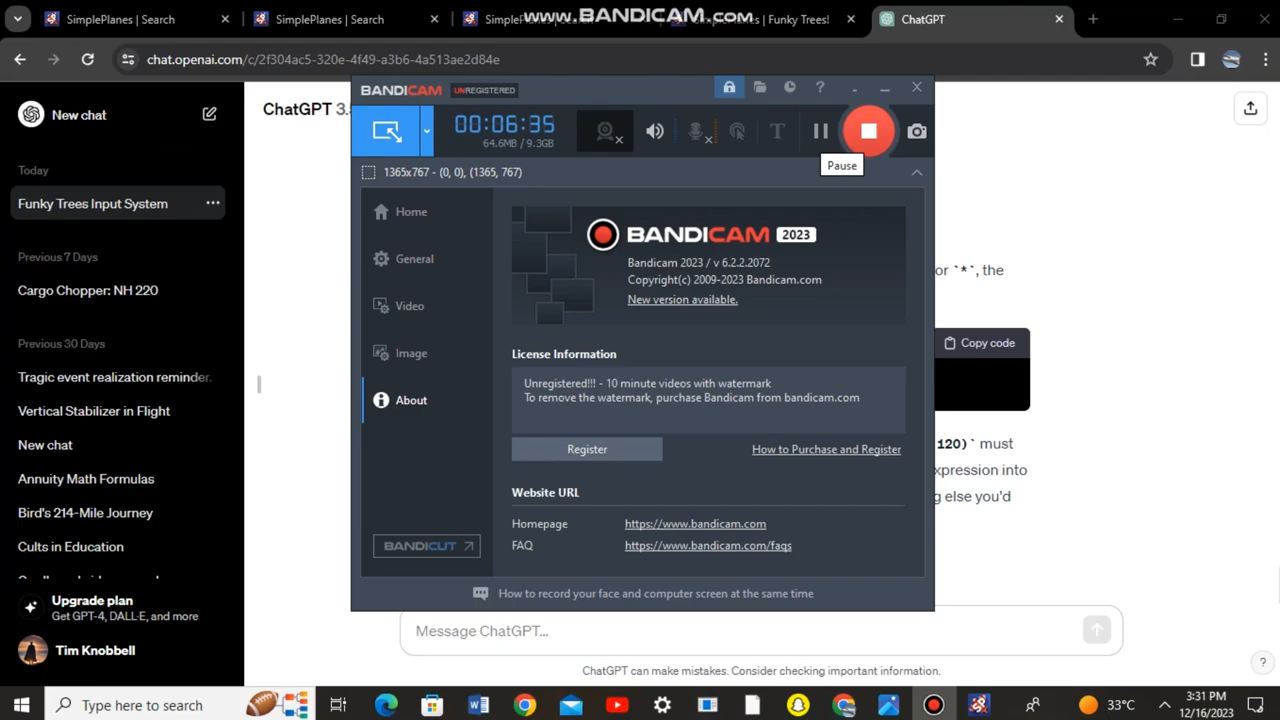 www.BANDICAM.com
SimplePlanes | Search
SimplePlanes | Search
SimplePlanes | Search
Funky Trees!
ChatGPT
chat.openai.com/c/2f304ac5-320e-4f49-a3b6-4a513ae2d84e
New chat
Today
Funky Trees Input System
Previous 7 Days
Cargo Chopper: NH 220
Previous 30 Days
Tragic event realization reminder.
Vertical Stabilizer in Flight
New chat
Annuity Math Formulas
Bird's 214-Mile Journey
Cults in Education
Upgrade plan
Get GPT-4, DALL-E, and more
Tim Knobbell
ChatGPT 3.
BANDICAM UNREGISTERED
00:06:35
64.6MB / 9.3GB
Pause
1365x767 - (0, 0), (1365, 767)
Home
General
Video
Image
About
BANDICUT
BANDICAM 2023
Bandicam 2023 / v 6.2.2.2072
Copyright(c) 2009-2023 Bandicam.com
New version available.
License Information
Unregistered!!! - 10 minute videos with watermark
To remove the watermark, purchase Bandicam from bandicam.com
Register
How to Purchase and Register
Website URL
Homepage https://www.bandicam.com
FAQ https://www.bandicam.com/faqs
How to record your face and computer screen at the same time
or `*`, the
Copy code
120)` must
xpression into
g else you'd
Message ChatGPT...
ChatGPT can make mistakes. Consider checking important information.
?
Type here to search
33°C
3:31 PM
12/16/2023